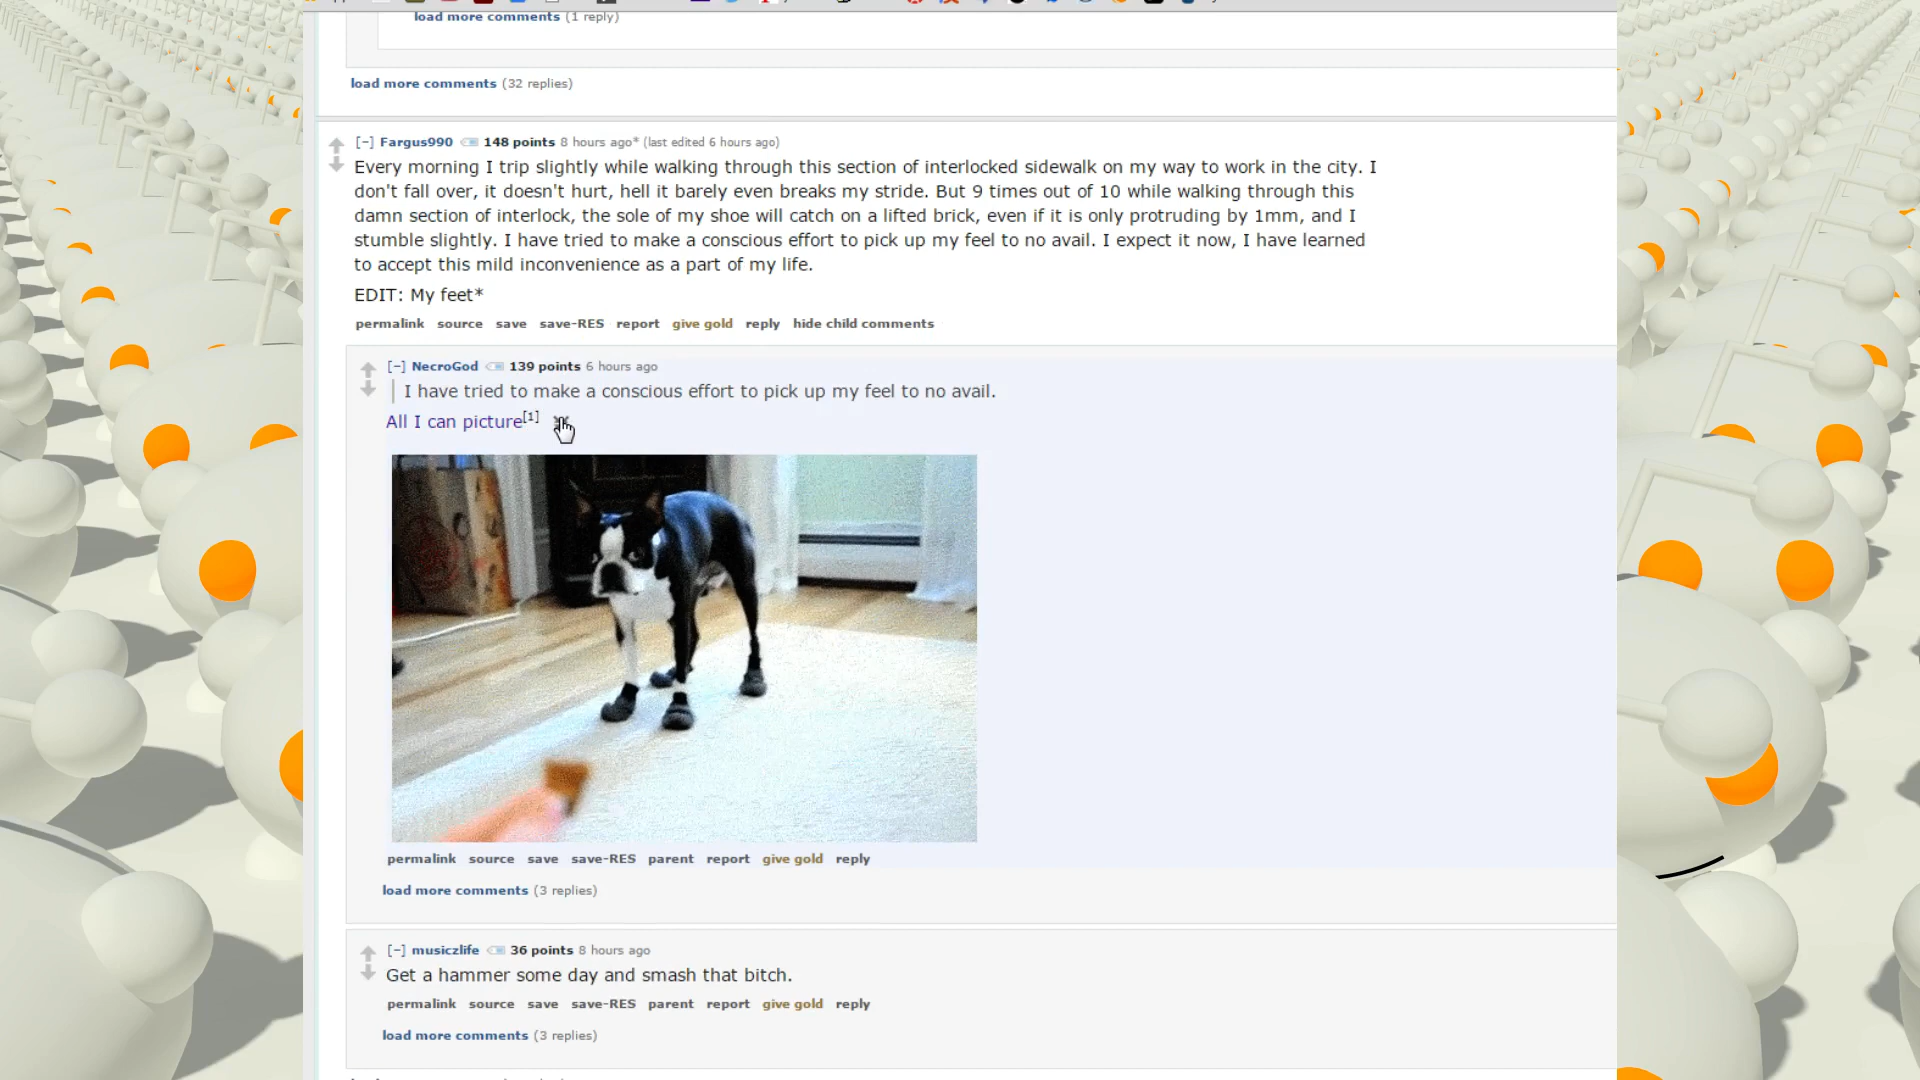 load more comments (1 reply)
load more comments (32 replies)
[–] Fargus990 148 points 8 hours ago* (last edited 6 hours ago)
Every morning I trip slightly while walking through this section of interlocked sidewalk on my way to work in the city. I
don't fall over, it doesn't hurt, hell it barely even breaks my stride. But 9 times out of 10 while walking through this
damn section of interlock, the sole of my shoe will catch on a lifted brick, even if it is only protruding by 1mm, and I
stumble slightly. I have tried to make a conscious effort to pick up my feel to no avail. I expect it now, I have learned
to accept this mild inconvenience as a part of my life.
EDIT: My feet*
permalink source save save-RES report give gold reply hide child comments
[–] NecroGod 139 points 6 hours ago
I have tried to make a conscious effort to pick up my feel to no avail.
All I can picture[1]
permalink source save save-RES parent report give gold reply
load more comments (3 replies)
[–] musiczlife 36 points 8 hours ago
Get a hammer some day and smash that bitch.
permalink source save save-RES parent report give gold reply
load more comments (3 replies)